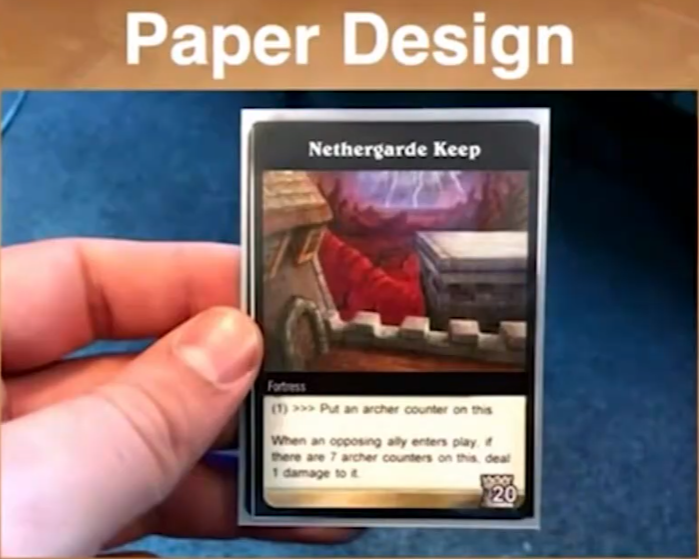 Paper Design
Nethergarde Keep
Fortress
(1) >>> Put an archer counter on this
When an opposing ally enters play, if
there are 7 archer counters on this, deal
1 damage to it.
20